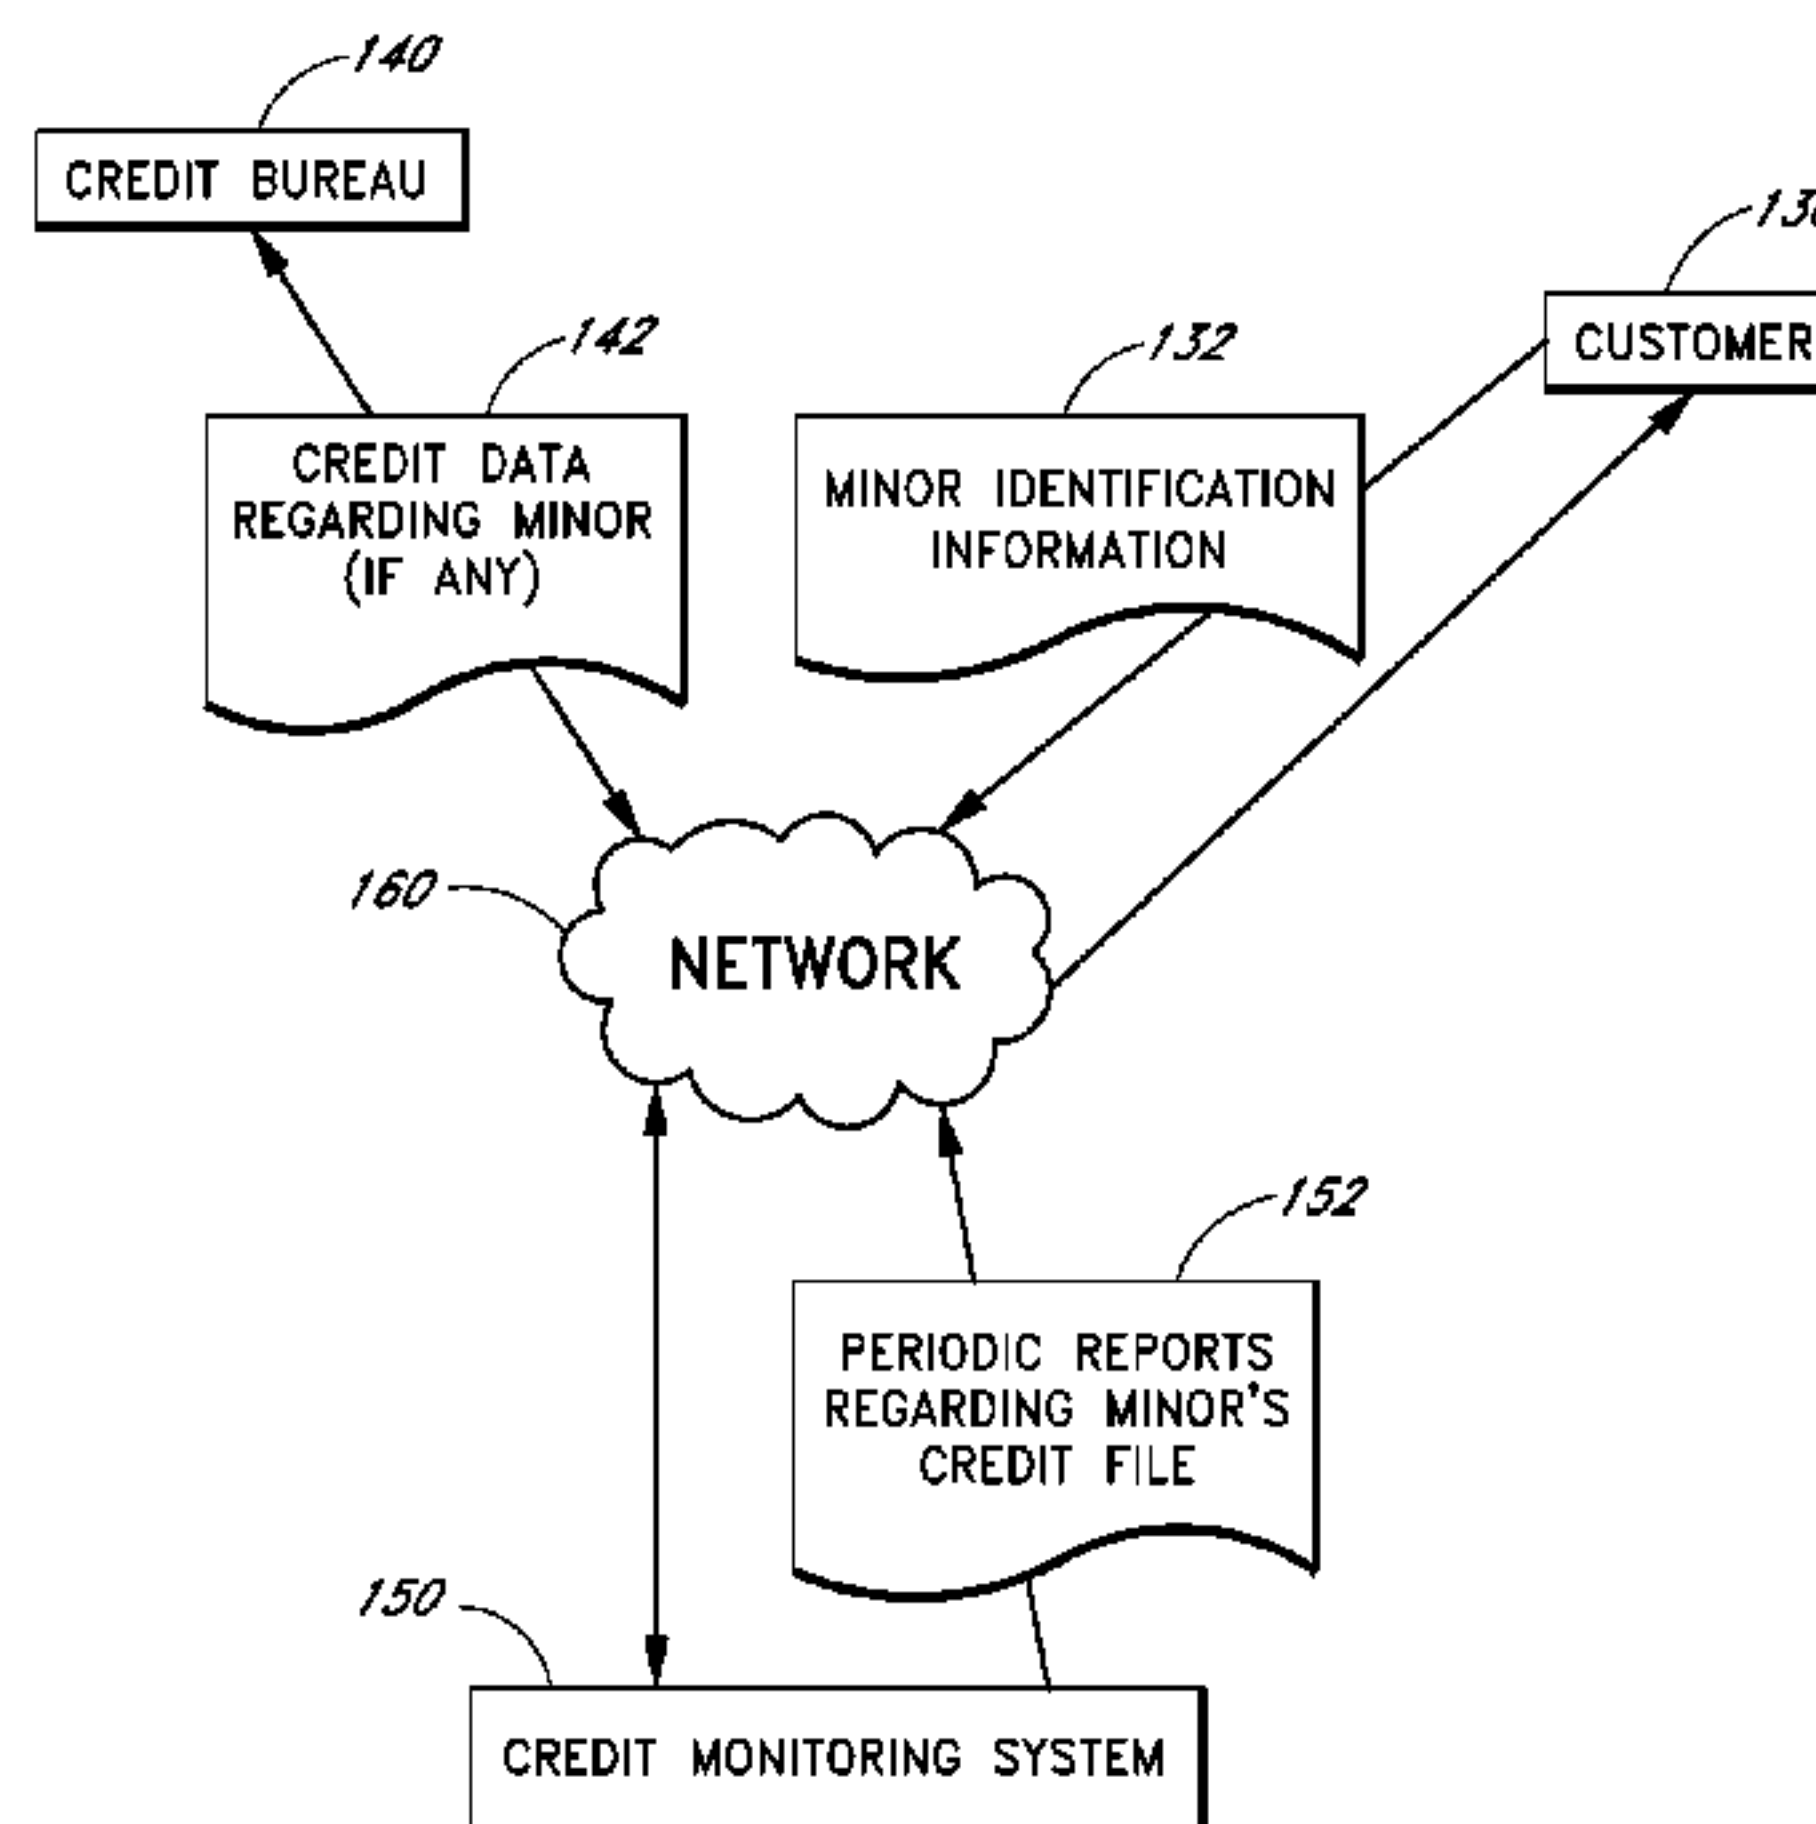 140
CREDIT BUREAU
CUSTOMER
142
132
CREDIT DATA
REGARDING MINOR
(IF ANY)
MINOR IDENTIFICATION
INFORMATION
160
NETWORK
152
PERIODIC REPORTS
REGARDING MINOR'S
CREDIT FILE
150
CREDIT MONITORING SYSTEM